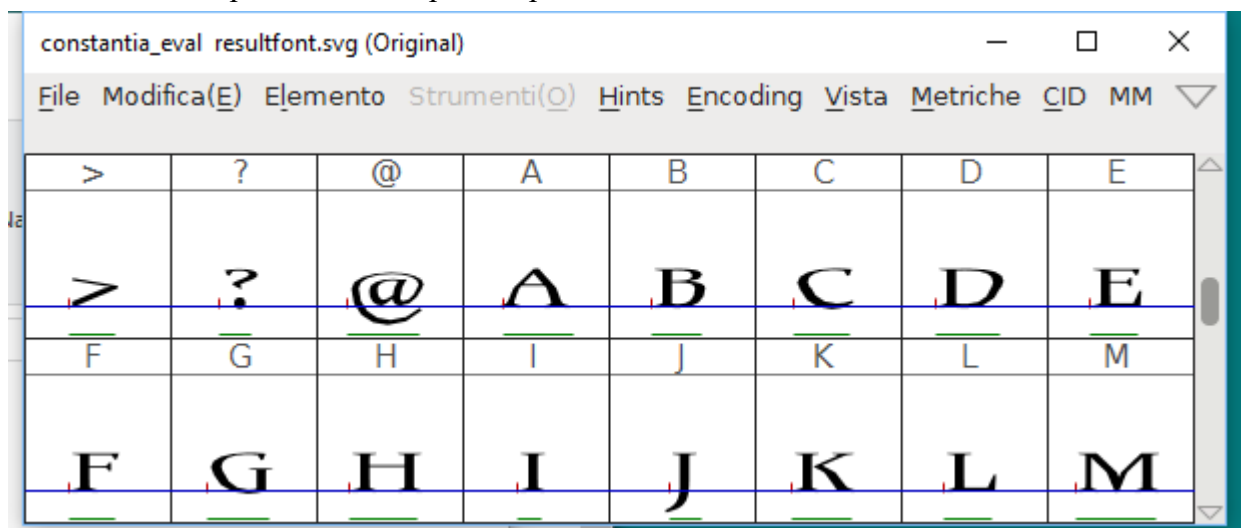 constantia_eval resultfont.svg (Original)
File Modifica(E) Elemento Strumenti(O) Hints Encoding Vista Metriche CID MM
> ? @ A B C D E
> ? @ A B C D E
F G H I J K L M
F G H I J K L M